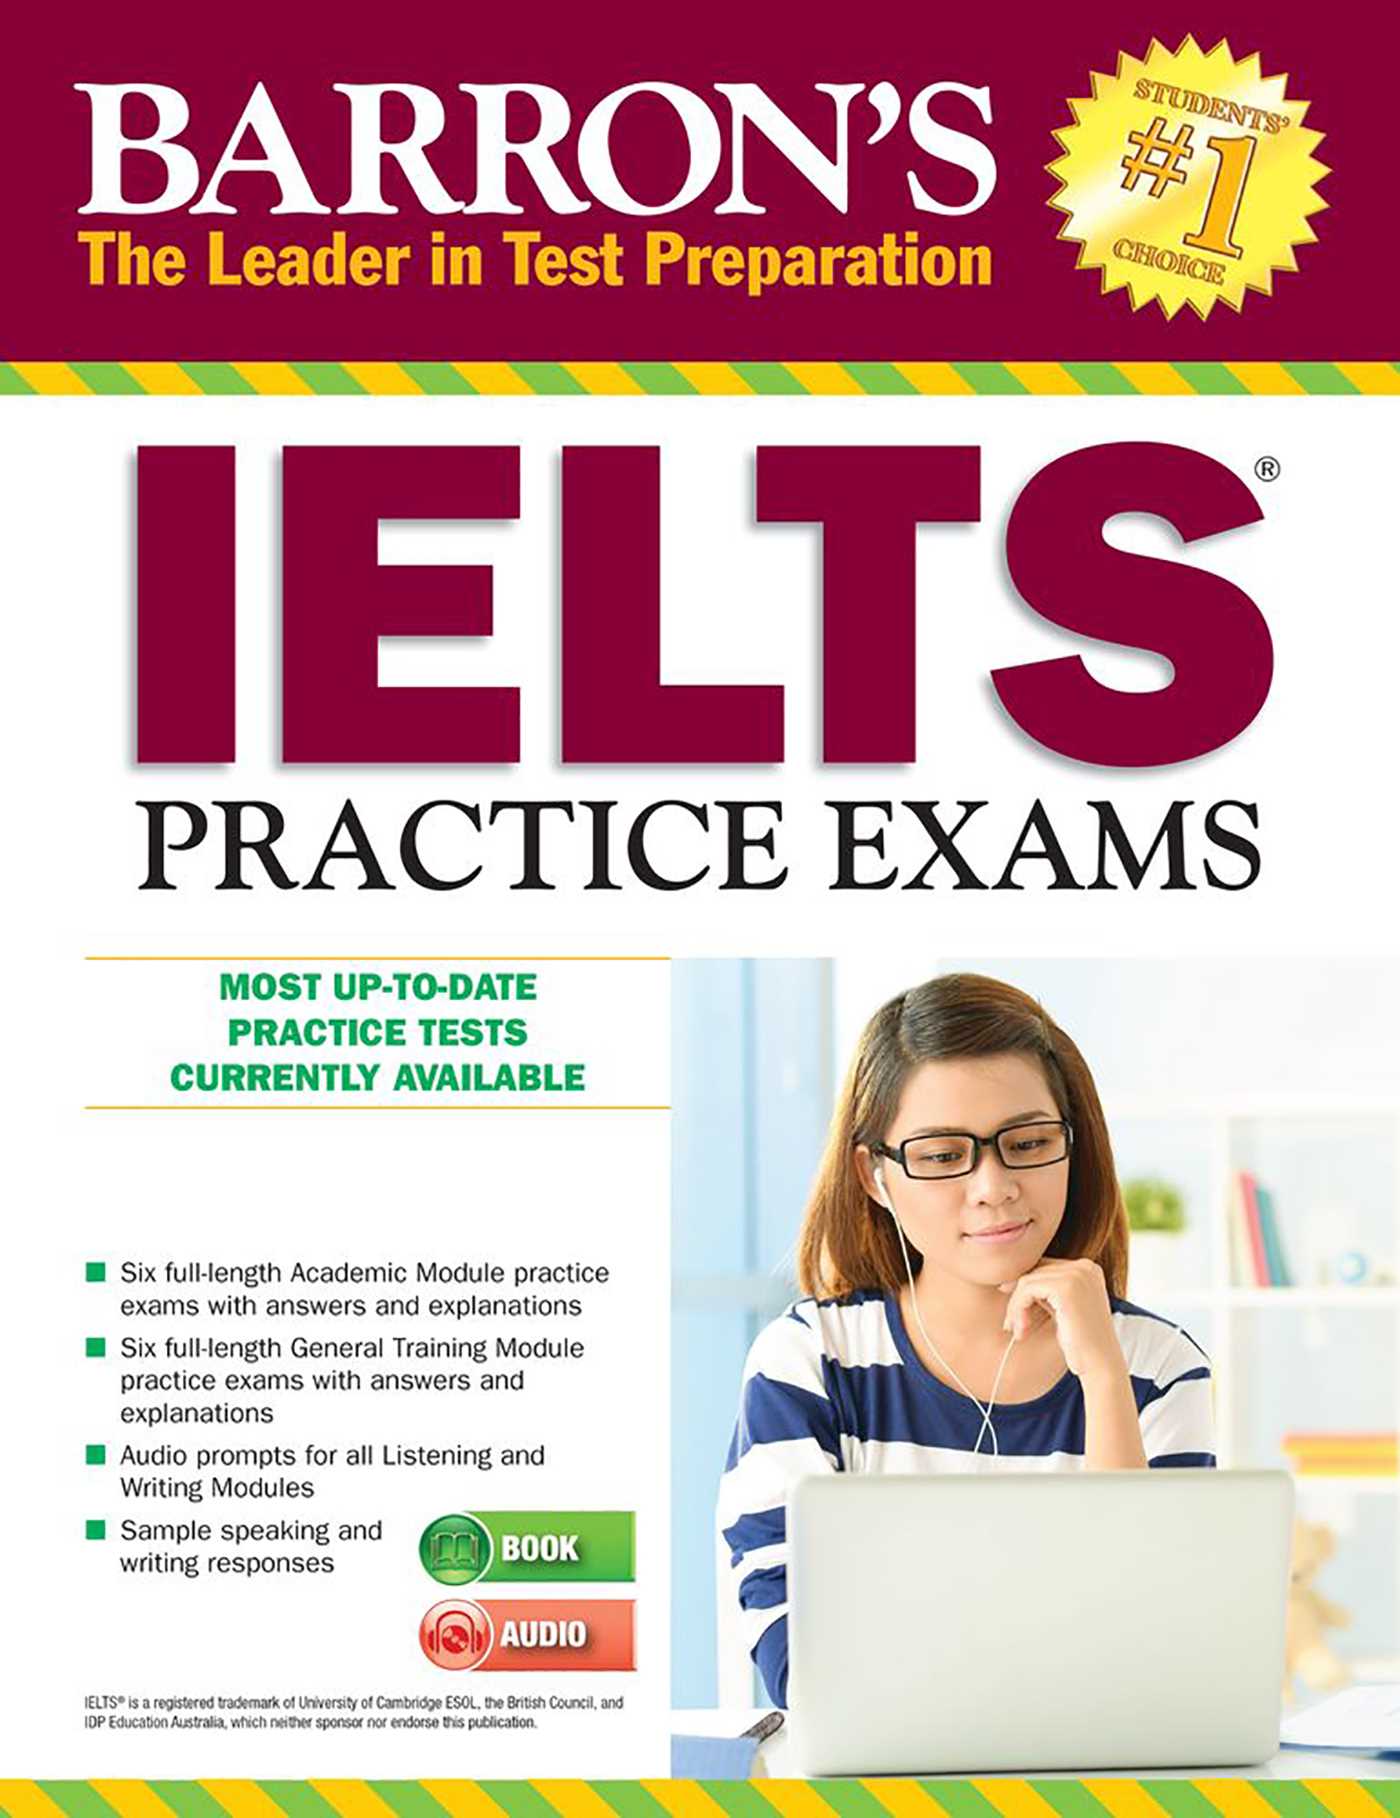 BARRON'S
The Leader in Test Preparation
STUDENTS'
#1
CHOICE
IELTS®
PRACTICE EXAMS
MOST UP-TO-DATE
PRACTICE TESTS
CURRENTLY AVAILABLE
■ Six full-length Academic Module practice
exams with answers and explanations
■ Six full-length General Training Module
practice exams with answers and
explanations
■ Audio prompts for all Listening and
Writing Modules
■ Sample speaking and
writing responses
BOOK
AUDIO
IELTS® is a registered trademark of University of Cambridge ESOL, the British Council, and
IDP Education Australia, which neither sponsor nor endorse this publication.